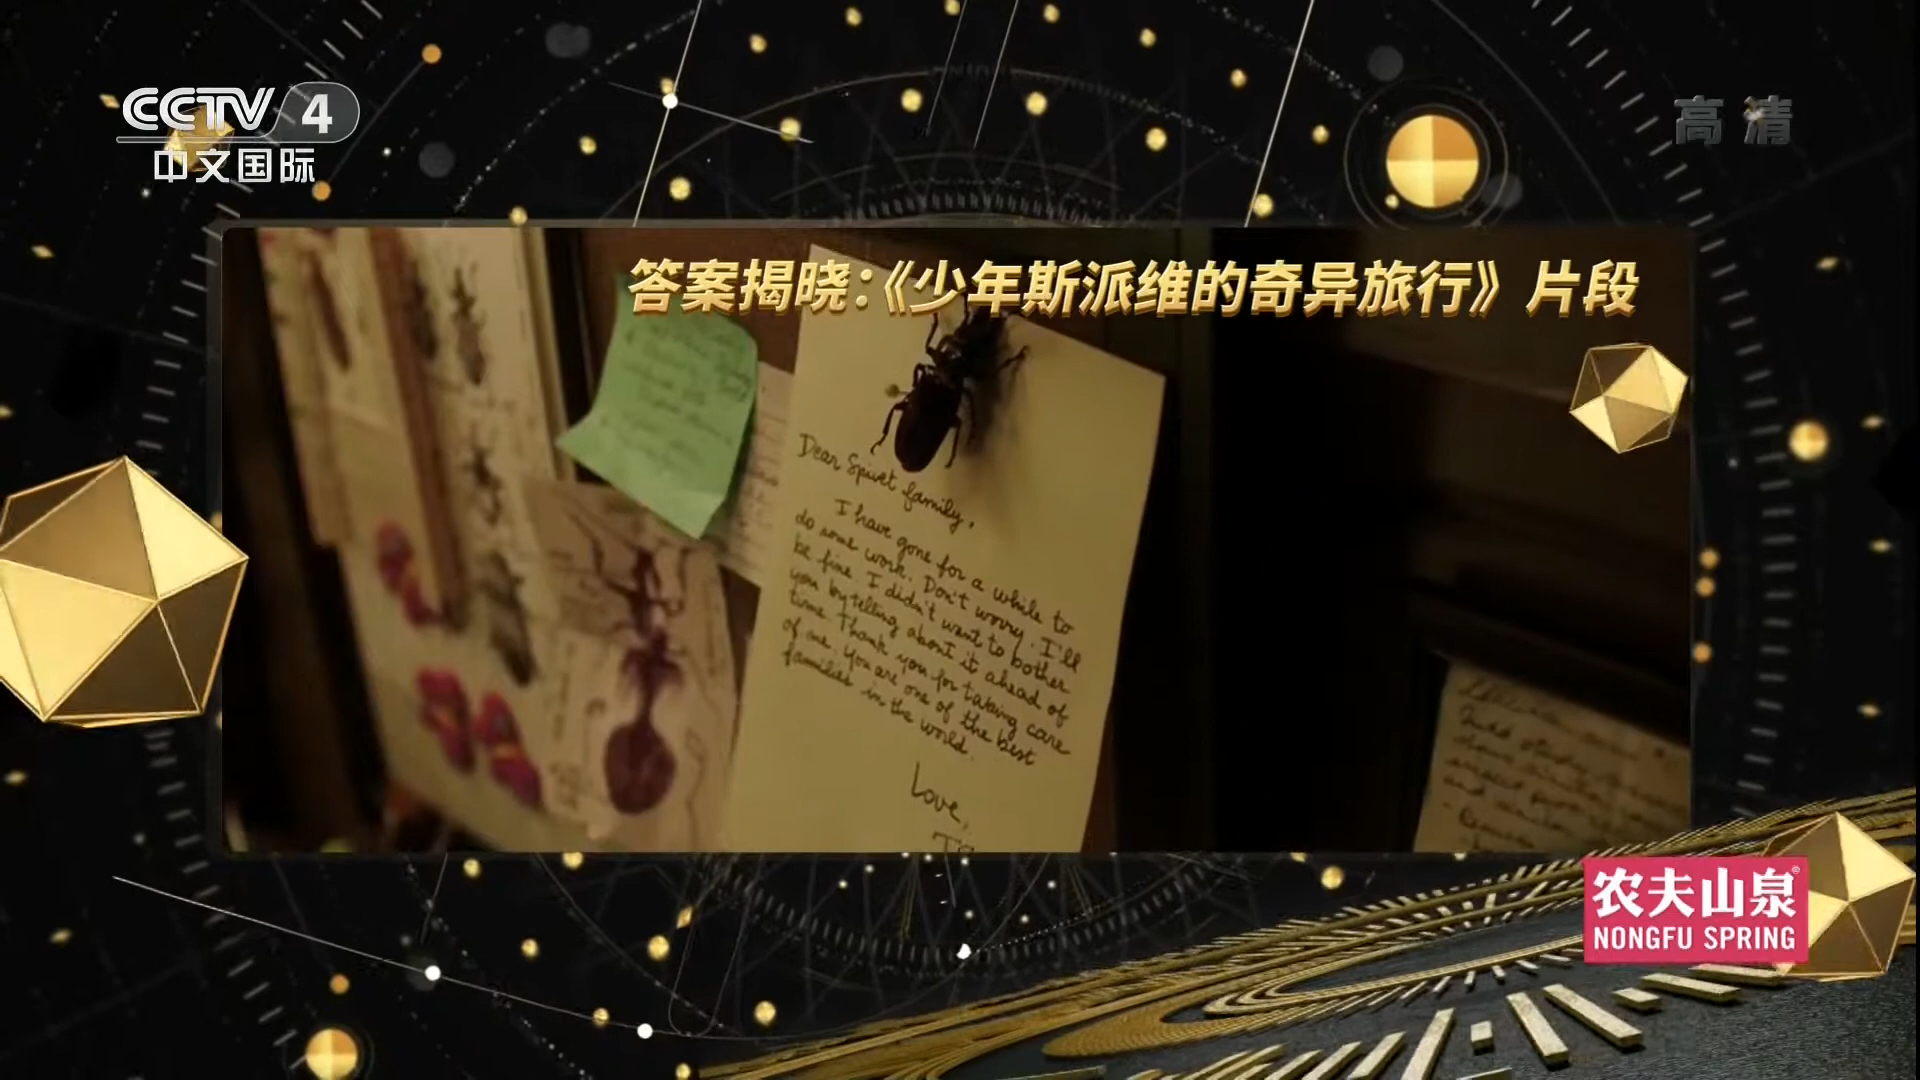 CCTV 4
中文国际
高清
答案揭晓:《少年斯派维的奇异旅行》片段
Dear Spivet family,
I have gone for a while to
do some work. Don't worry. I'll
be fine. I didn't want to bother
you by telling about it ahead of
time. Thank you for taking care
of me. You are one of the best
families in the world.
Love,
农夫山泉®
NONGFU SPRING